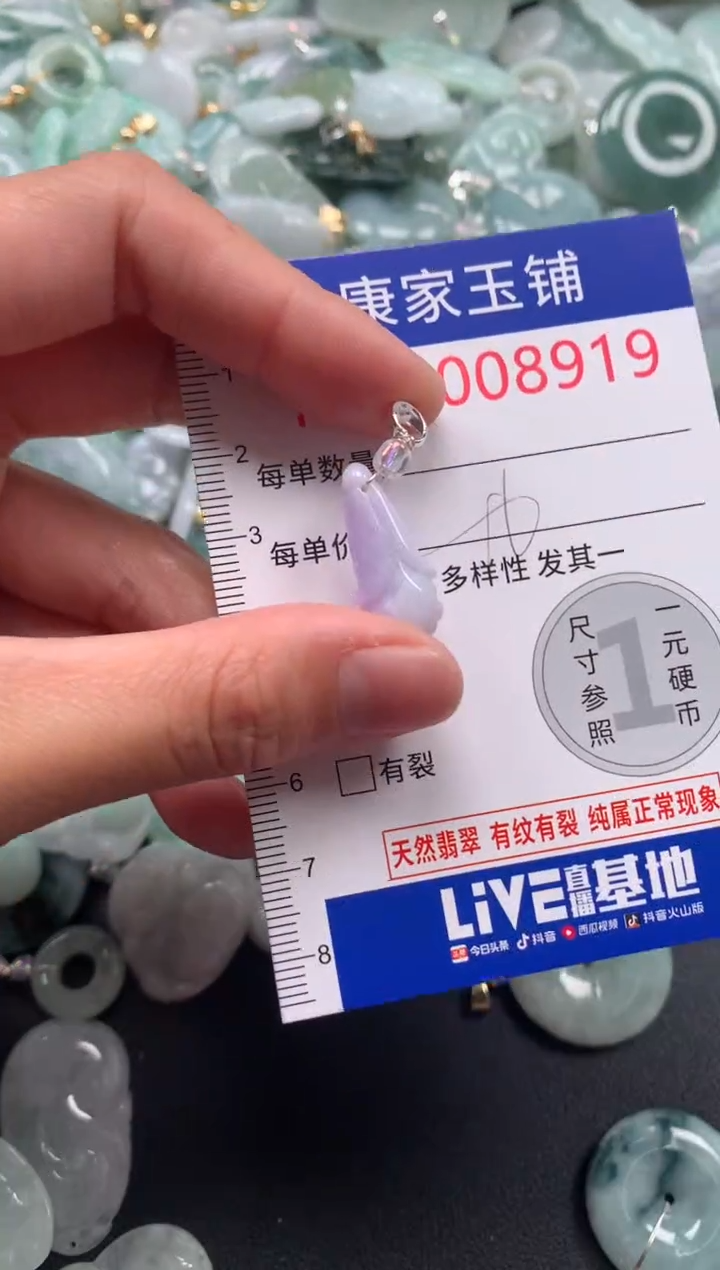 康家玉铺
008919
1
2
每单数量
3
每单价
多样性 发其一
尺寸参照
1
一元硬币
6
有裂
天然翡翠 有纹有裂 纯属正常现象
7
LiVE直播基地
8
今日头条 抖音 西瓜视频 抖音火山版